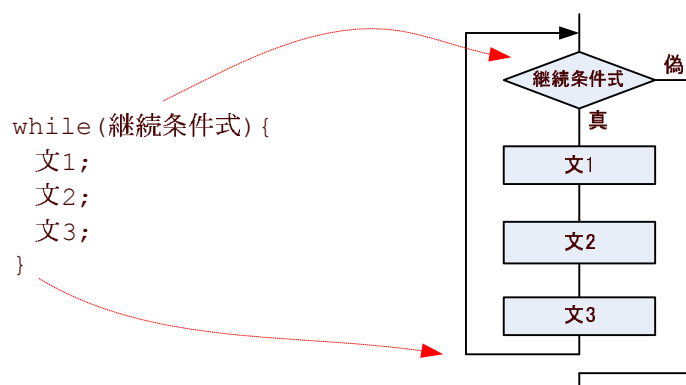 while(継続条件式){
文1;
文2;
文3;
}
継続条件式
偽
真
文1
文2
文3